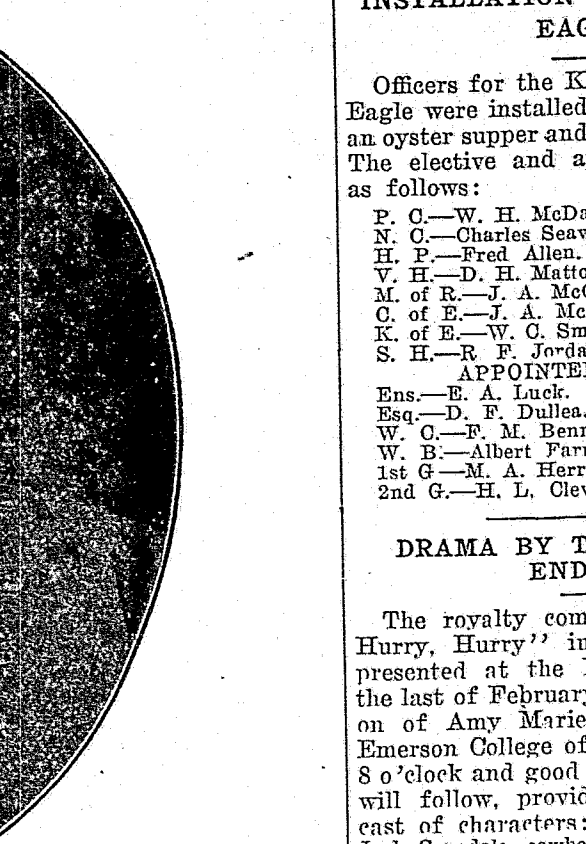 INSTALLATION
EAG
Officers for the K
Eagle were installed
an oyster supper and
The elective and a
as follows:
P. C.—W. H. McDa
N. C.—Charles Seav
H. P.—Fred Allen.
V. H.—D. H. Matto
M. of R.—J. A. McC
C. of E.—J. A. Mc
K. of E.—W. C. Sm
S. H.—R F. Jorda
APPOINTE
Ens.—E. A. Luck.
Esq.—D. F. Dullea.
W. C.—F. M. Benn
W. B.—Albert Farr
1st G—M. A. Herr
2nd G.—H. L. Clev
DRAMA BY T
END
The royalty com
Hurry, Hurry'' in
presented at the
the last of February
on of Amy Marie
Emerson College of
8 o'clock and good
will follow, provid
cast of characters: